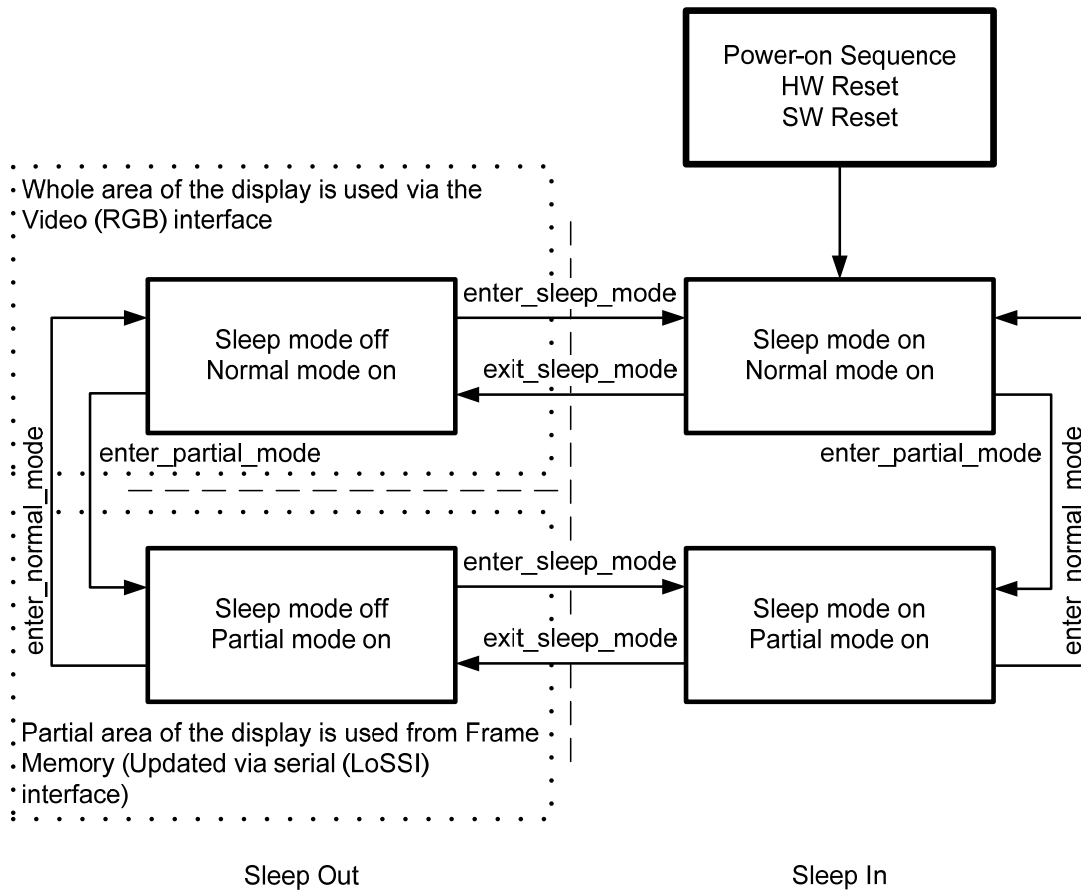 Power-on Sequence
HW Reset
SW Reset
Whole area of the display is used via the
Video (RGB) interface
enter_sleep_mode
Sleep mode off
Normal mode on
Sleep mode on
Normal mode on
exit_sleep_mode
enter_partial_mode
enter_partial_mode
enter_normal_mode
enter_normal_mode
enter_sleep_mode
Sleep mode off
Partial mode on
Sleep mode on
Partial mode on
exit_sleep_mode
Partial area of the display is used from Frame
Memory (Updated via serial (LoSSI)
interface)
Sleep Out
Sleep In